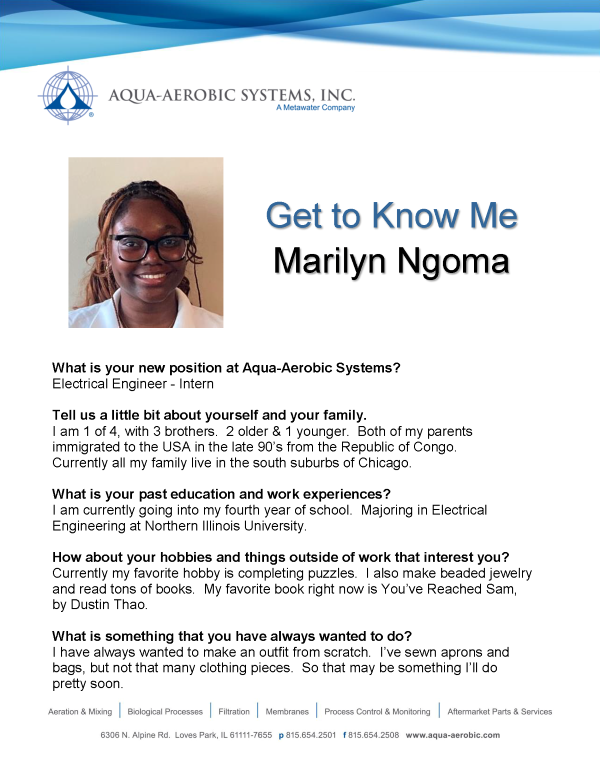 AQUA-AEROBIC SYSTEMS, INC.
A Metawater Company
®
Get to Know Me
Marilyn Ngoma
What is your new position at Aqua-Aerobic Systems?
Electrical Engineer - Intern
Tell us a little bit about yourself and your family.
I am 1 of 4, with 3 brothers.  2 older & 1 younger.  Both of my parents
immigrated to the USA in the late 90's from the Republic of Congo.
Currently all my family live in the south suburbs of Chicago.
What is your past education and work experiences?
I am currently going into my fourth year of school.  Majoring in Electrical
Engineering at Northern Illinois University.
How about your hobbies and things outside of work that interest you?
Currently my favorite hobby is completing puzzles.  I also make beaded jewelry
and read tons of books.  My favorite book right now is You've Reached Sam,
by Dustin Thao.
What is something that you have always wanted to do?
I have always wanted to make an outfit from scratch.  I've sewn aprons and
bags, but not that many clothing pieces.  So that may be something I'll do
pretty soon.
Aeration & Mixing | Biological Processes | Filtration | Membranes | Process Control & Monitoring | Aftermarket Parts & Services
6306 N. Alpine Rd.  Loves Park, IL 61111-7655  p 815.654.2501  f 815.654.2508  www.aqua-aerobic.com